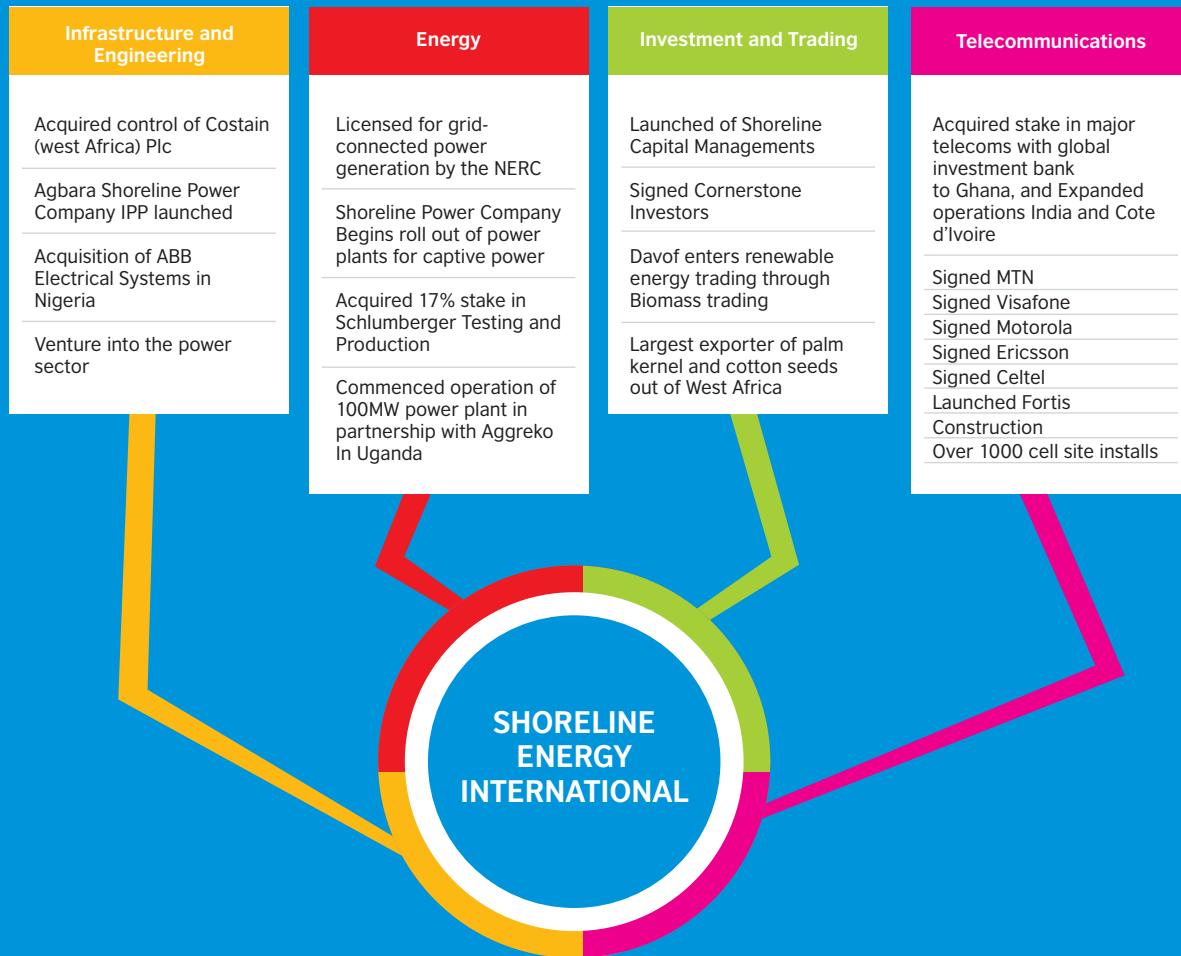 Infrastructure and
Engineering
Acquired control of Costain
(west Africa) Plc
Agbara Shoreline Power
Company IPP launched
Acquisition of ABB
Electrical Systems in
Nigeria
Venture into the power
sector
Energy
Licensed for grid-
connected power
generation by the NERC
Shoreline Power Company
Begins roll out of power
plants for captive power
Acquired 17% stake in
Schlumberger Testing and
Production
Commenced operation of
100MW power plant in
partnership with Aggreko
In Uganda
Investment and Trading
Launched of Shoreline
Capital Managements
Signed Cornerstone
Investors
Davof enters renewable
energy trading through
Biomass trading
Largest exporter of palm
kernel and cotton seeds
out of West Africa
Telecommunications
Acquired stake in major
telecoms with global
investment bank
to Ghana, and Expanded
operations India and Cote
d'Ivoire
Signed MTN
Signed Visafone
Signed Motorola
Signed Ericsson
Signed Celtel
Launched Fortis
Construction
Over 1000 cell site installs
SHORELINE
ENERGY
INTERNATIONAL